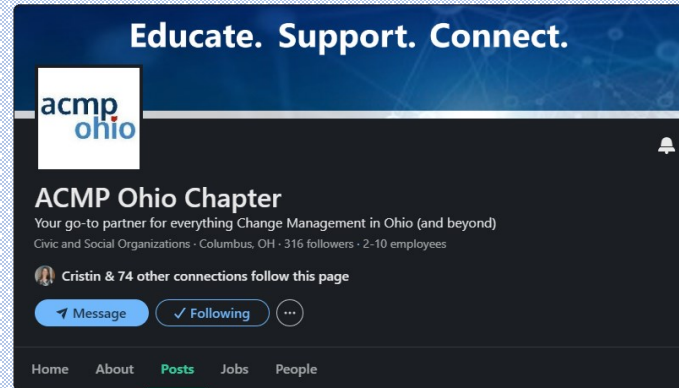 Educate. Support. Connect.
acmp
ohio
ACMP Ohio Chapter
Your go-to partner for everything Change Management in Ohio (and beyond)
Civic and Social Organizations · Columbus, OH · 316 followers · 2-10 employees
Cristin & 74 other connections follow this page
Message ✓ Following ···
Home About Posts Jobs People